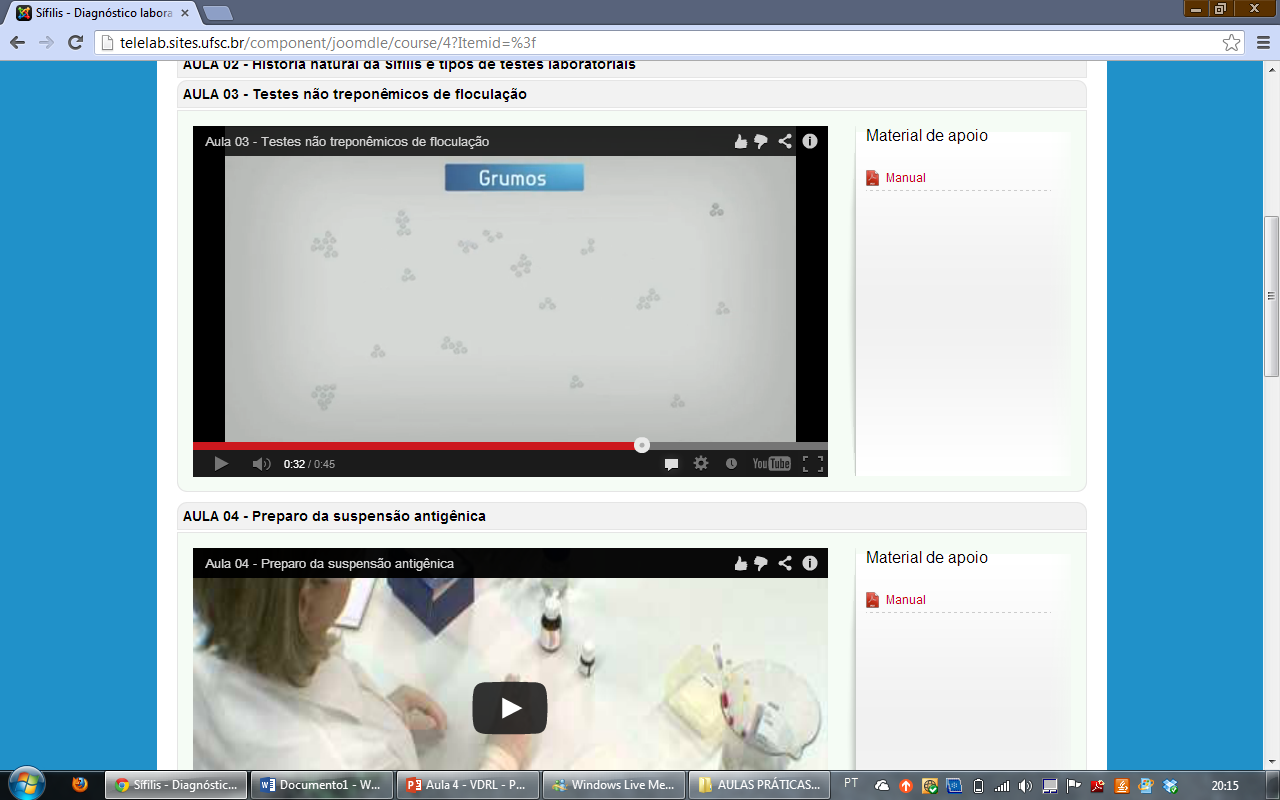 Sífilis - Diagnóstico labora
telelab.sites.ufsc.br/component/joomdle/course/4?Itemid=%3f
AULA 02 - História natural da Sífilis e tipos de testes laboratoriais
AULA 03 - Testes não treponêmicos de floculação
Aula 03 - Testes não treponêmicos de floculação
Grumos
0:32 / 0:45
YouTube
Material de apoio
Manual
AULA 04 - Preparo da suspensão antigênica
Aula 04 - Preparo da suspensão antigênica
Material de apoio
Manual
Sífilis - Diagnóstic...
Documento1 - W...
Aula 4 - VDRL - P...
Windows Live Me...
AULAS PRÁTICAS...
PT
20:15